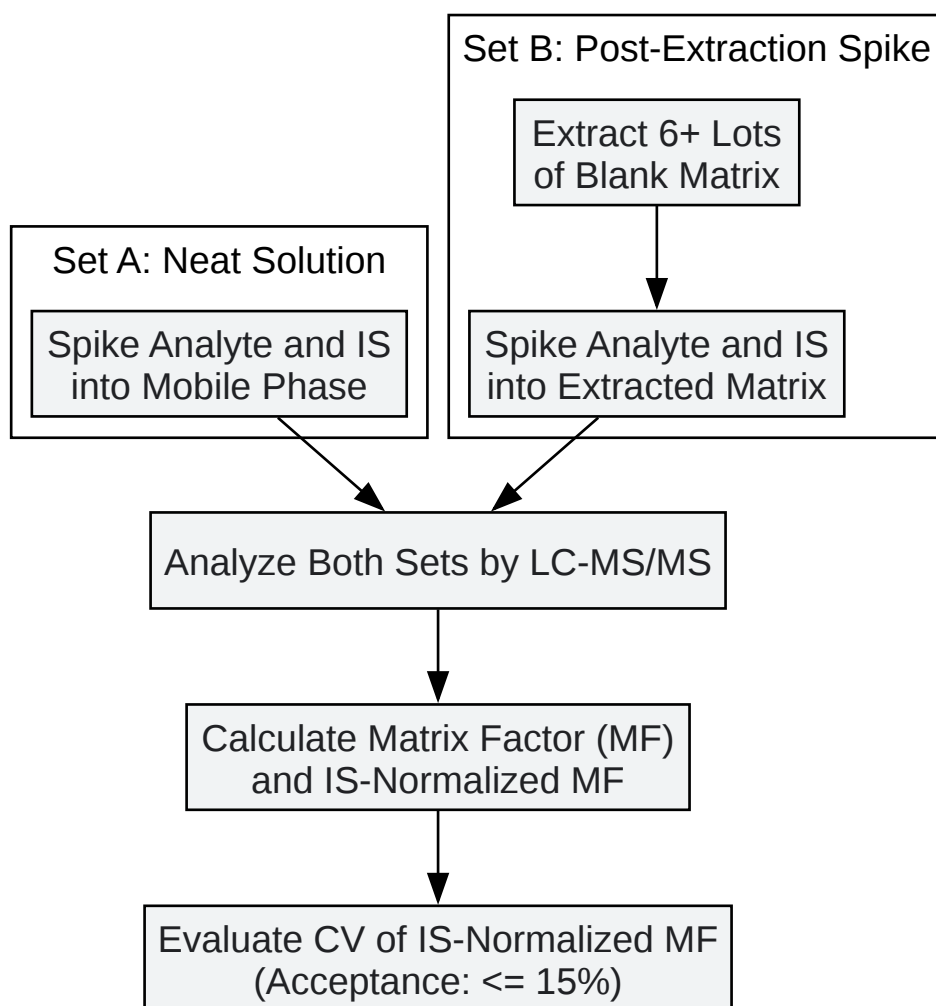 Set B: Post-Extraction Spike
Extract 6+ Lots
of Blank Matrix
Set A: Neat Solution
Spike Analyte and IS
into Mobile Phase
Spike Analyte and IS
into Extracted Matrix
Analyze Both Sets by LC-MS/MS
Calculate Matrix Factor (MF)
and IS-Normalized MF
Evaluate CV of IS-Normalized MF
(Acceptance: <= 15%)